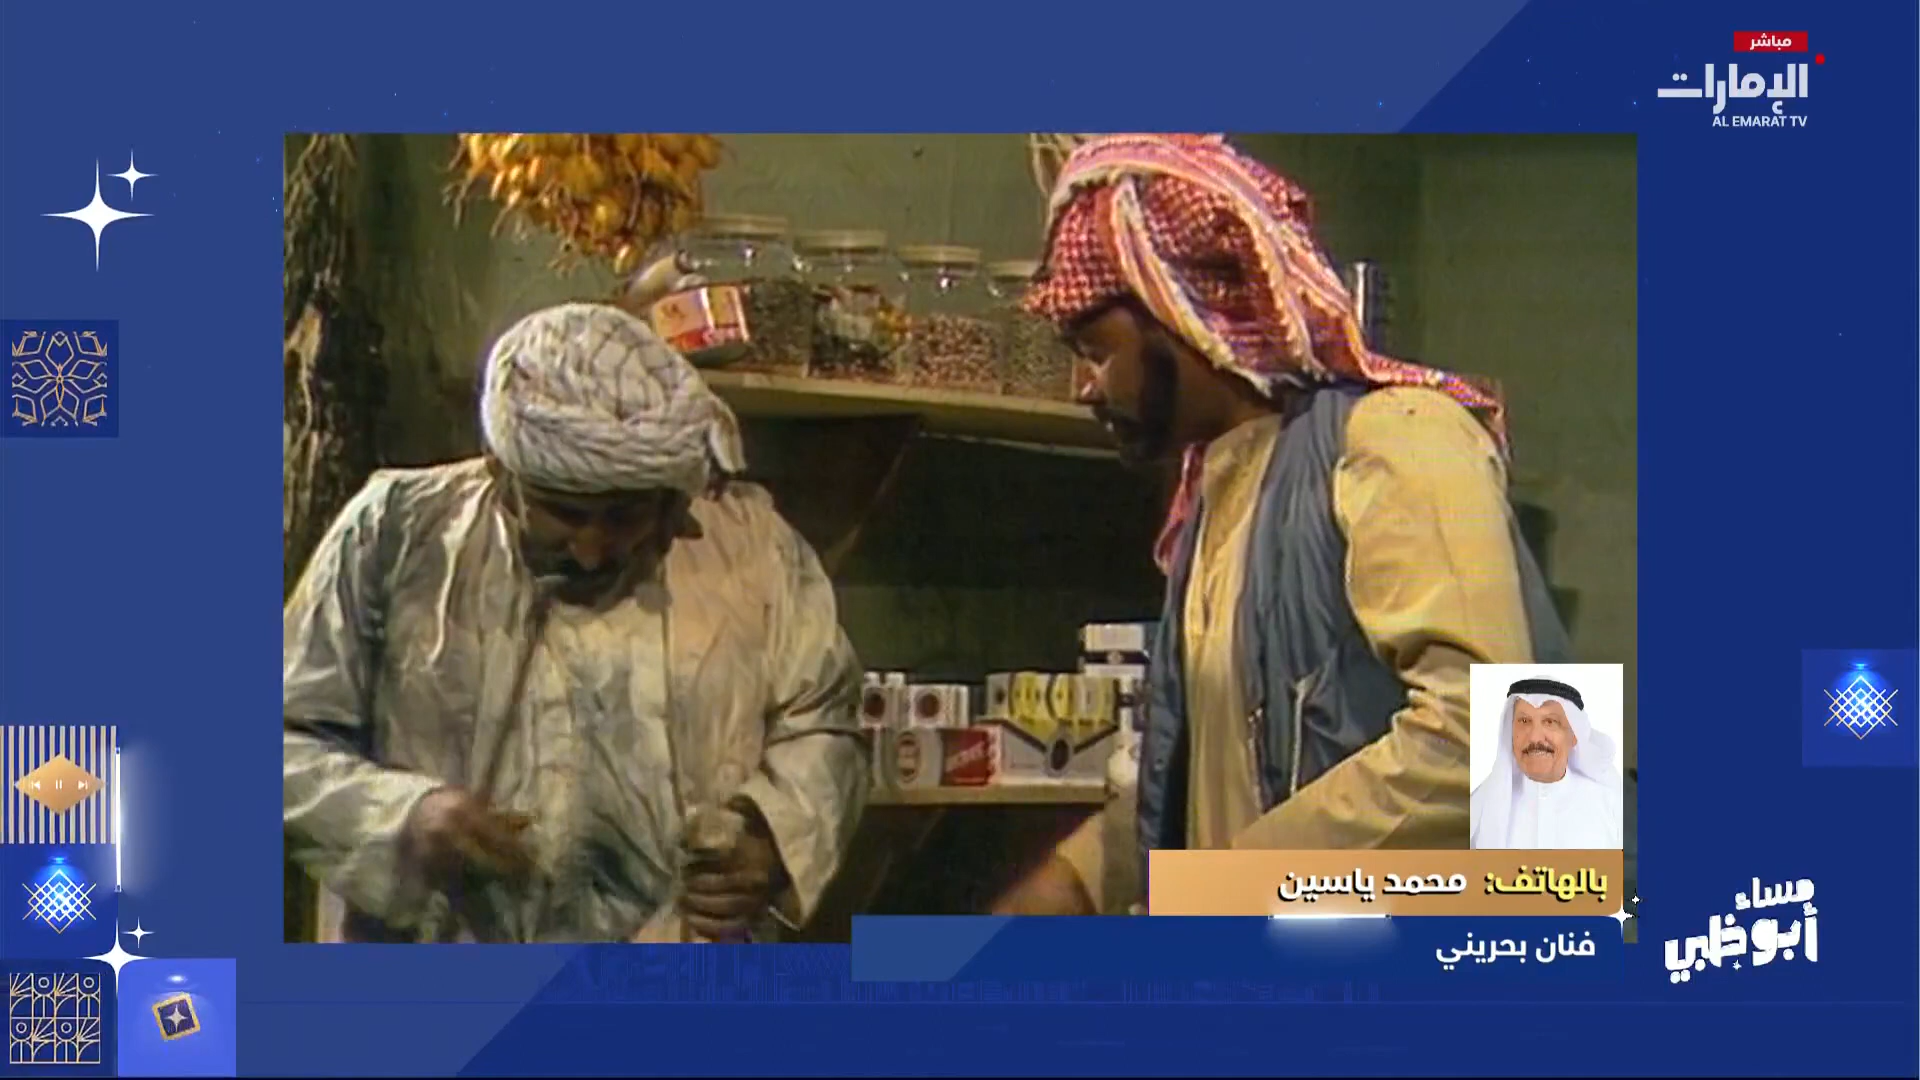 مباشر
الإمارات
AL EMARAT TV
بالهاتف: محمد ياسين
فنان بحريني
مساء
أبوظبي